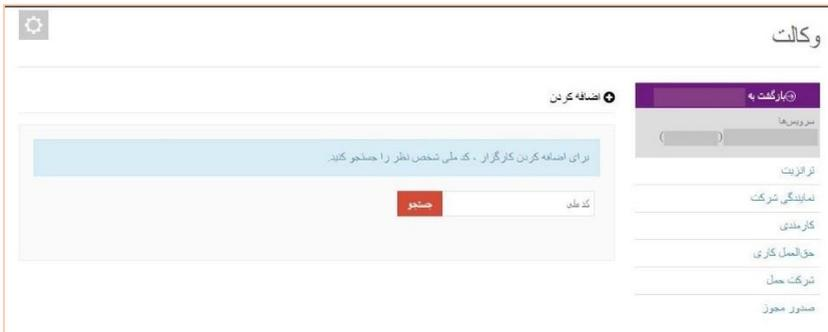 وکالت
بازگشت به
سرویس‌ها
( )
ترانزیت
نمایندگی شرکت
کارمندی
حق‌العمل کاری
شرکت حمل
صدور مجوز
اضافه کردن
برای اضافه کردن کارگزار ، کد ملی شخص نظر را جستجو کنید.
کد ملی
جستجو